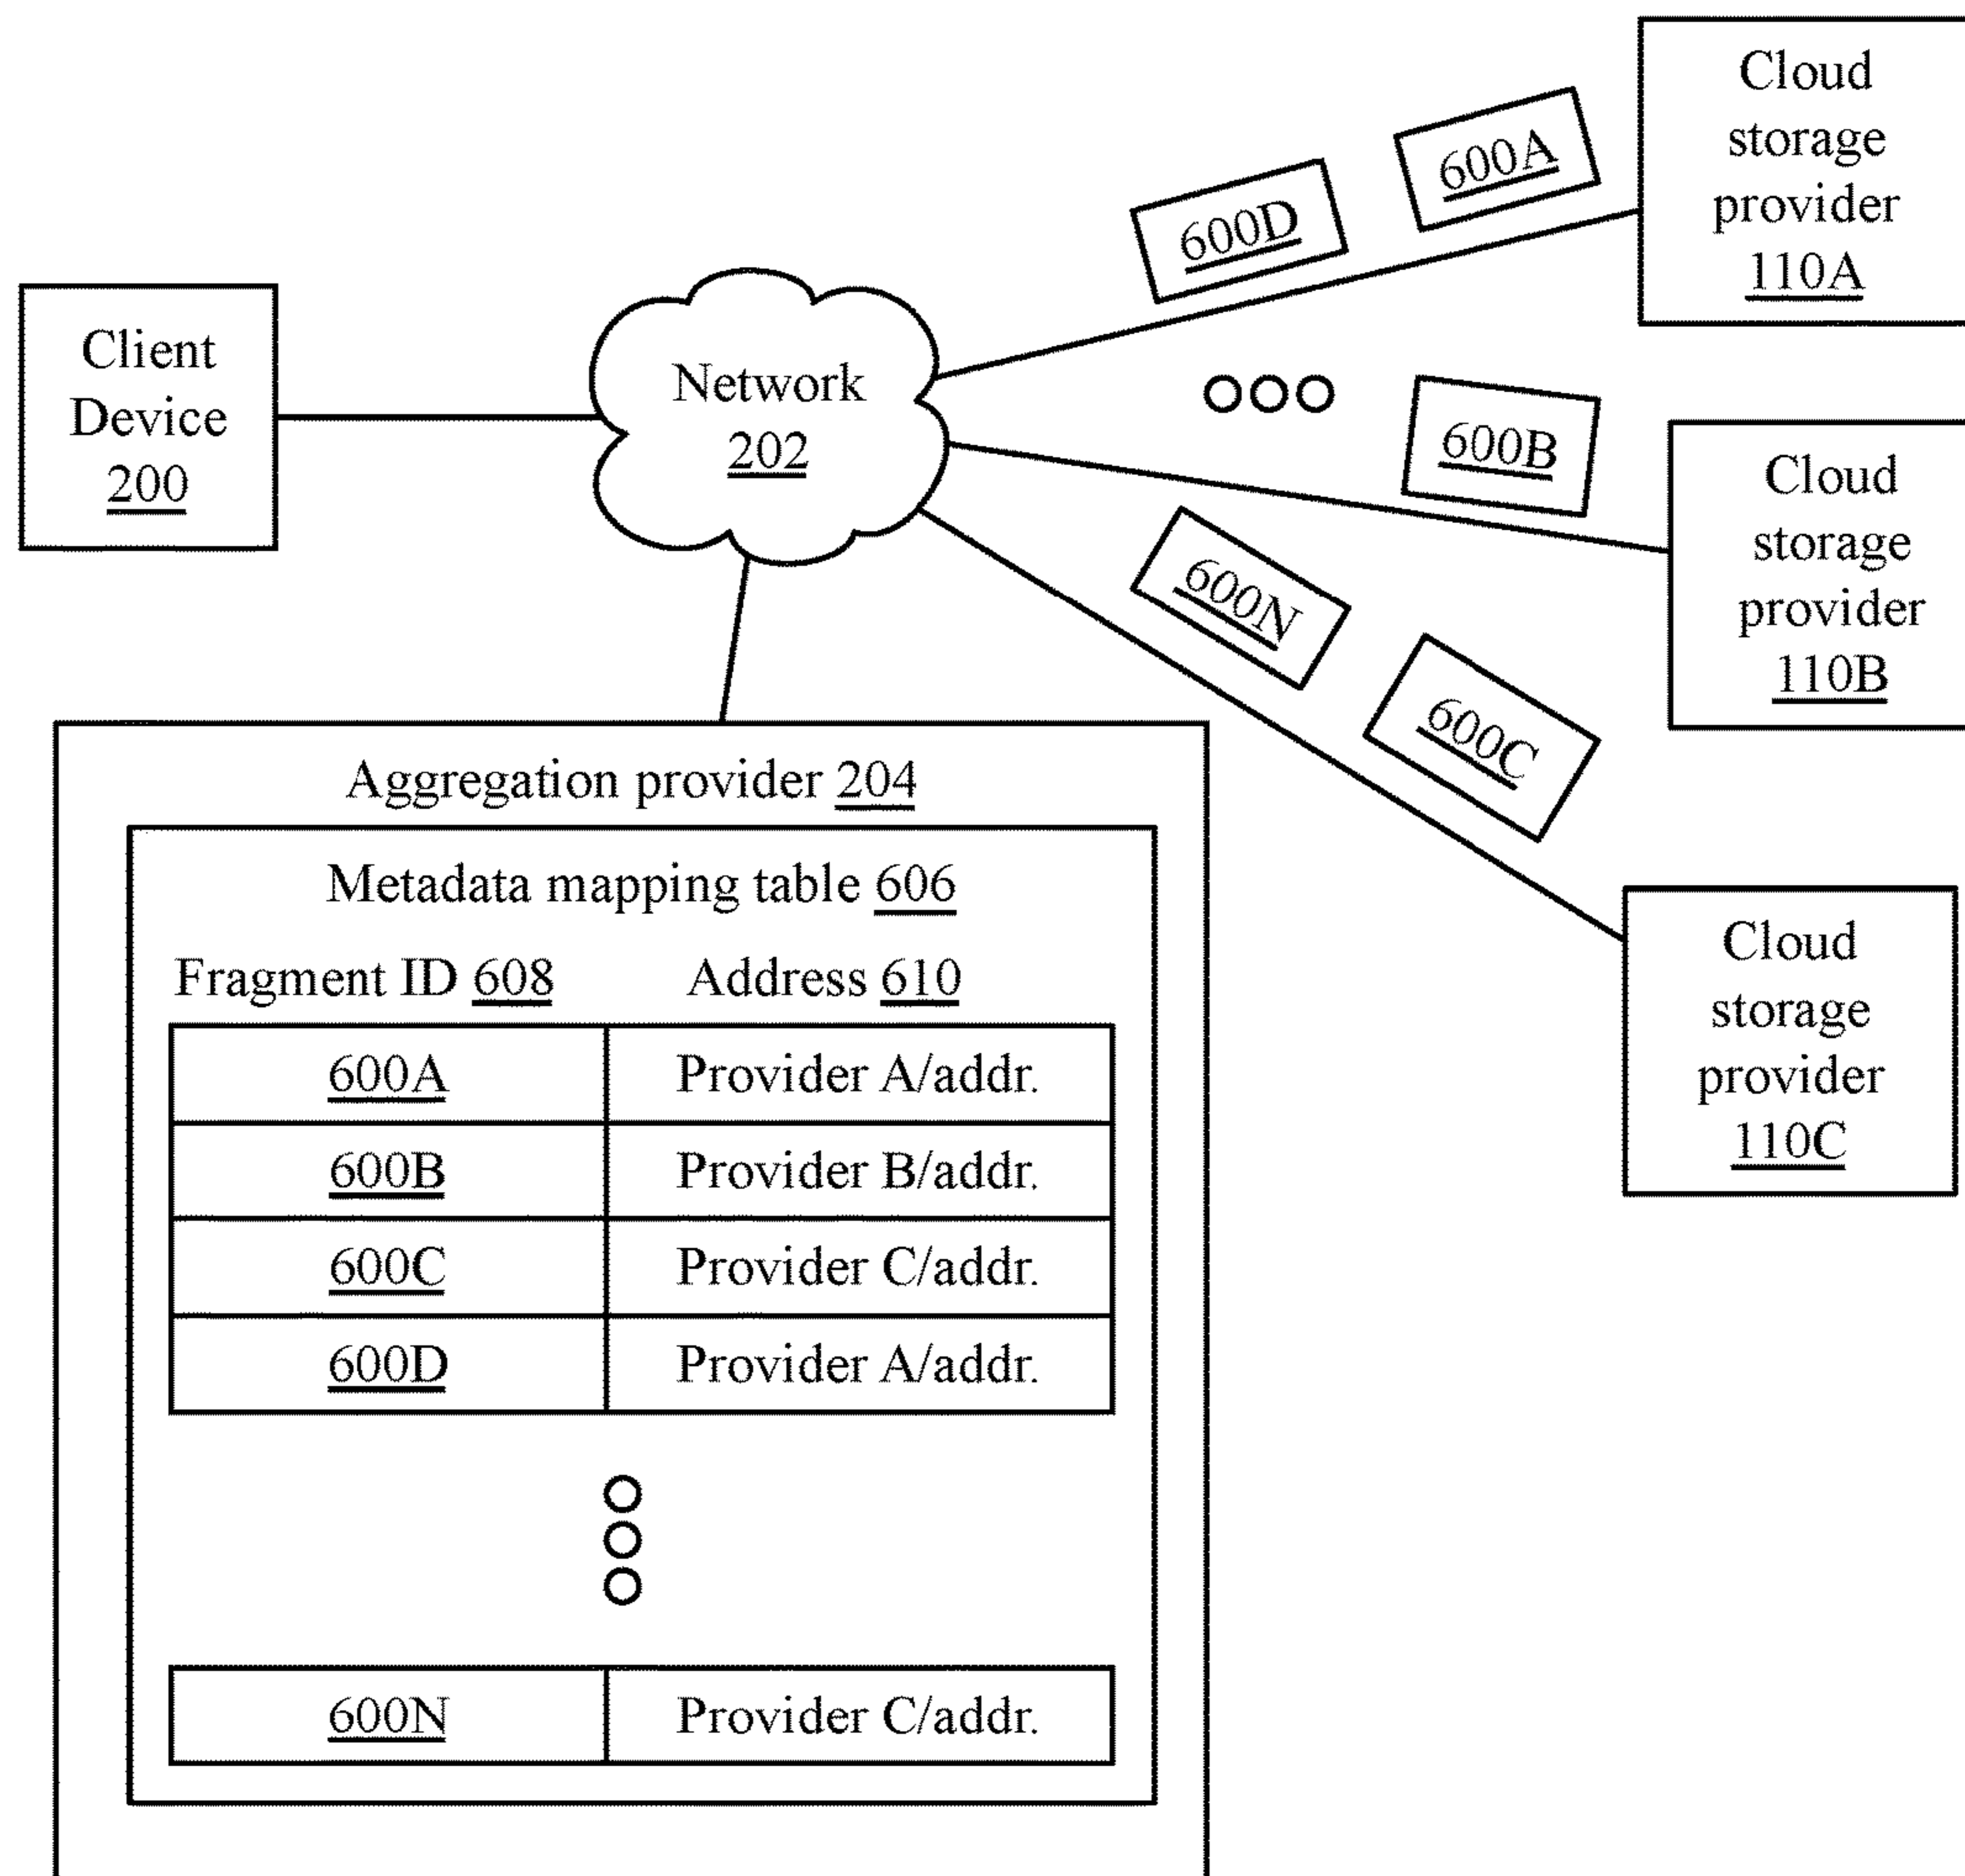 Cloud
storage
provider
110A
600A
600D
Client
Device
200
Network
202
600B
Cloud
storage
provider
110B
600N
600C
Cloud
storage
provider
110C
Aggregation provider 204
Metadata mapping table 606
Fragment ID 608 Address 610
600A Provider A/addr.
600B Provider B/addr.
600C Provider C/addr.
600D Provider A/addr.
600N Provider C/addr.